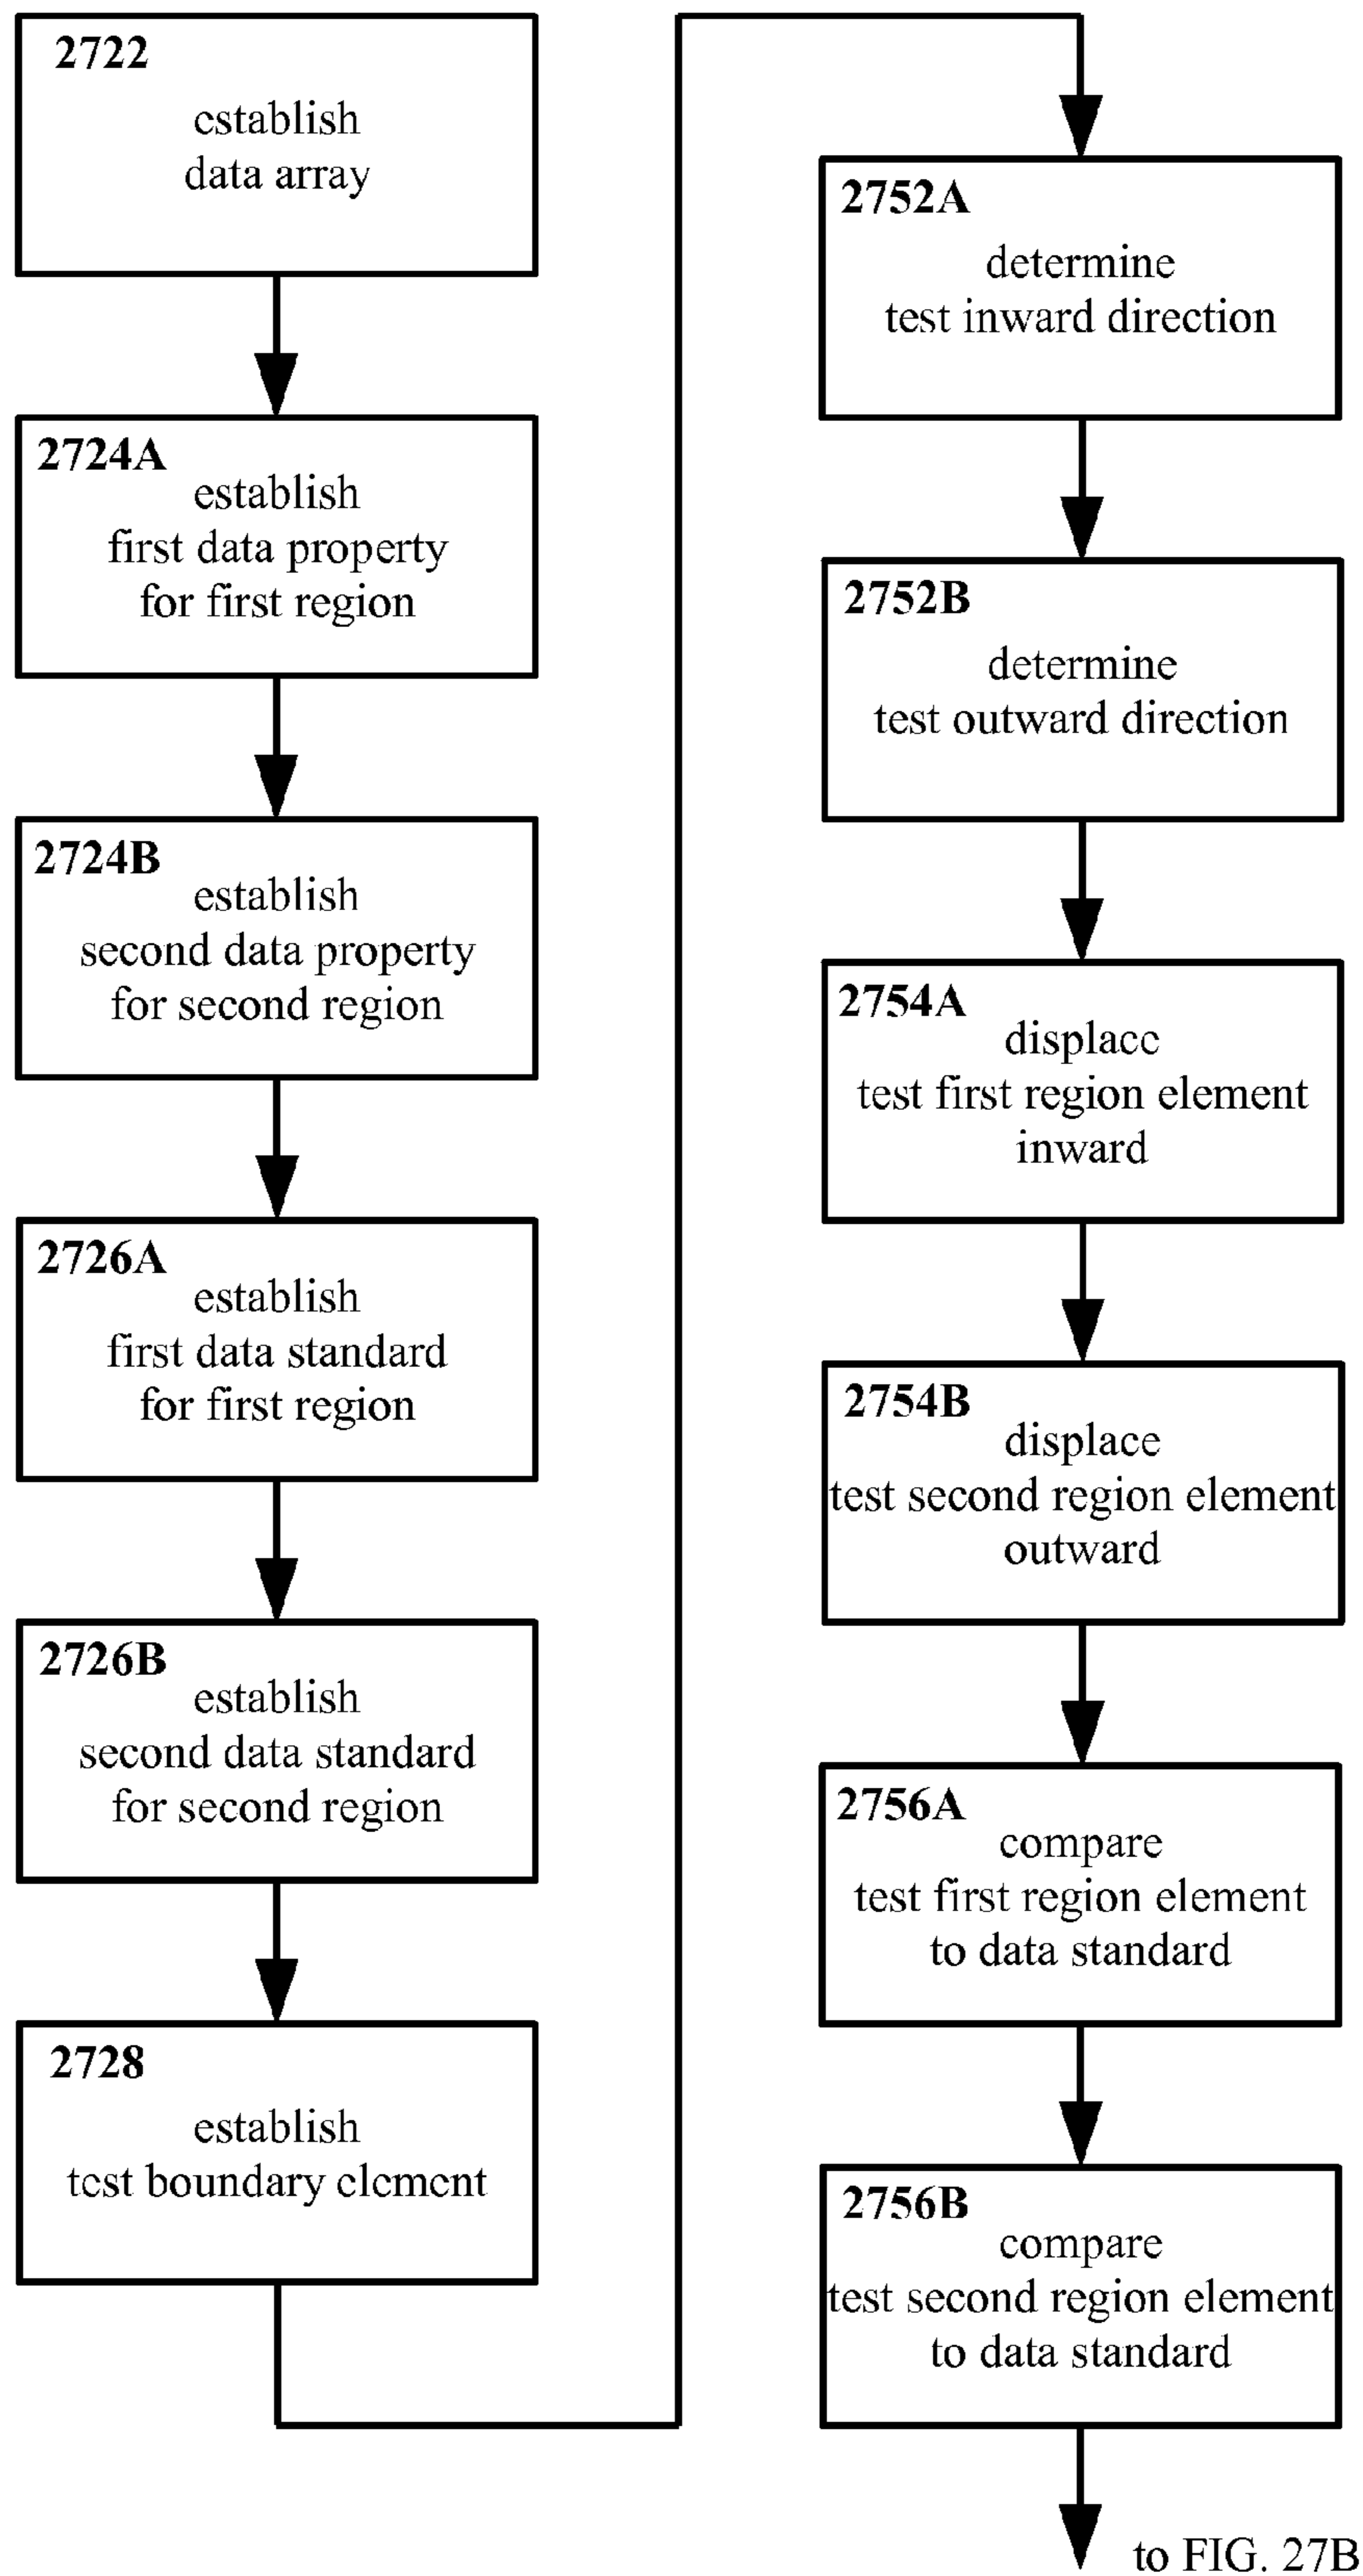 2722
establish
data array
2724A
establish
first data property
for first region
2724B
establish
second data property
for second region
2726A
establish
first data standard
for first region
2726B
establish
second data standard
for second region
2728
establish
test boundary element
2752A
determine
test inward direction
2752B
determine
test outward direction
2754A
displace
test first region element
inward
2754B
displace
test second region element
outward
2756A
compare
test first region element
to data standard
2756B
compare
test second region element
to data standard
to FIG. 27B